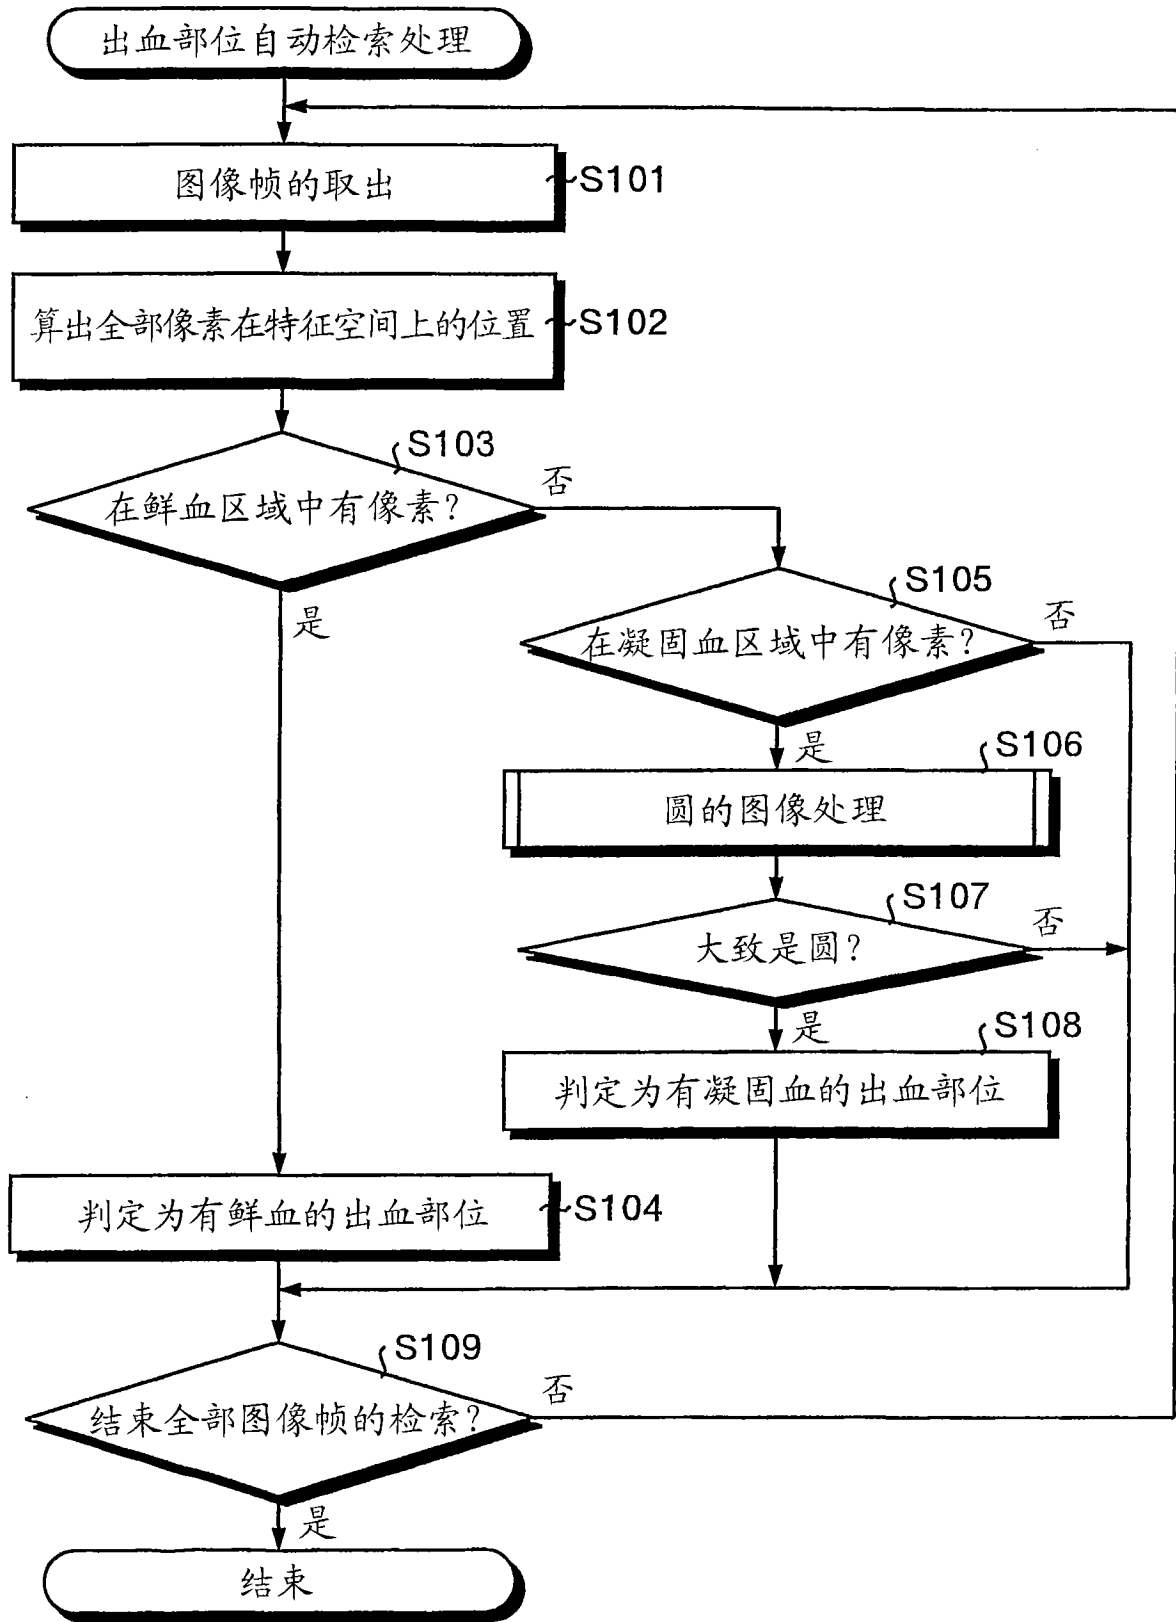 出血部位自动检索处理
图像帧的取出
S101
算出全部像素在特征空间上的位置
S102
S103
在鲜血区域中有像素?
否
是
S105
在凝固血区域中有像素?
否
是
S106
圆的图像处理
S107
大致是圆?
否
是
S108
判定为有凝固血的出血部位
判定为有鲜血的出血部位
S104
S109
结束全部图像帧的检索?
否
是
结束